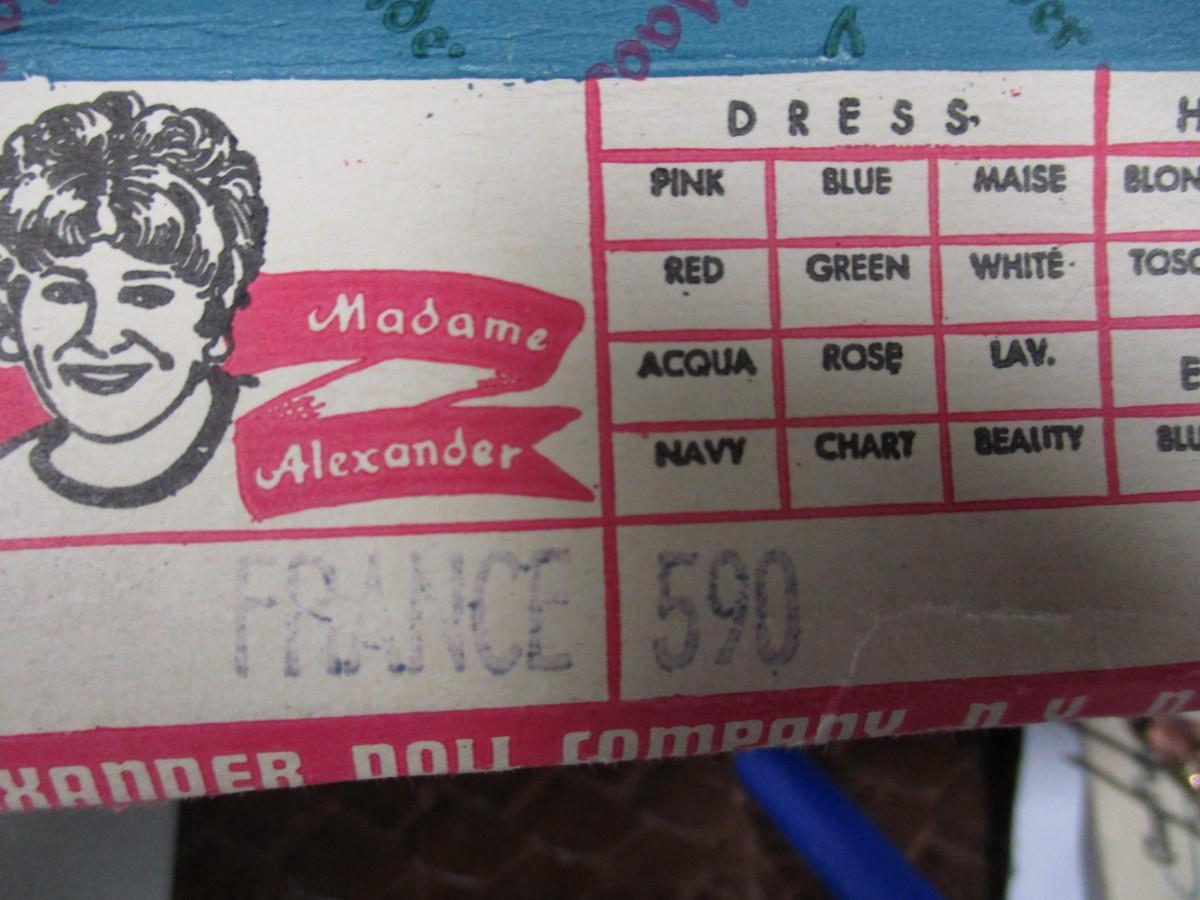 DRESS
PINK BLUE MAISE
RED GREEN WHITE
ACQUA ROSE LAV.
NAVY CHART BEAUTY
Madame
Alexander
FRANCE 590
XANDER DOLL COMPANY N.Y.